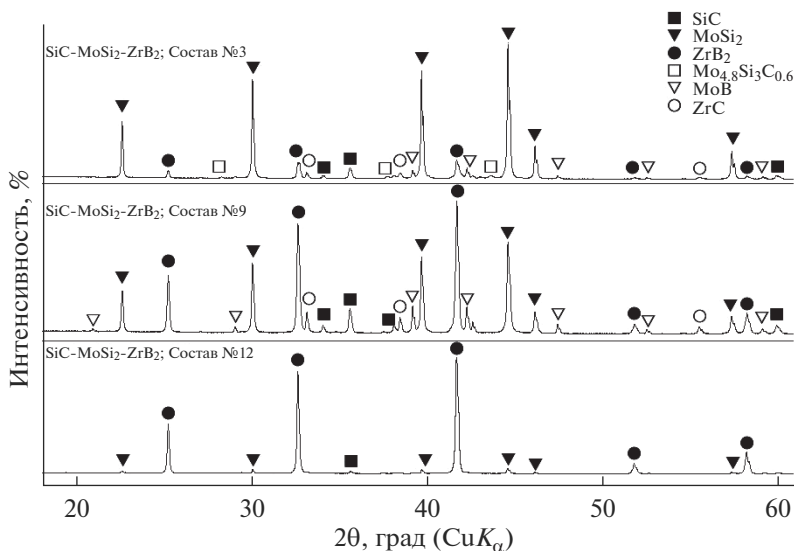 SiC
MoSi₂
ZrB₂
Mo₄.₈Si₃C₀.₆
MoB
ZrC
SiC-MoSi₂-ZrB₂; Состав №3
SiC-MoSi₂-ZrB₂; Состав №9
SiC-MoSi₂-ZrB₂; Состав №12
Интенсивность, %
20 30 40 50 60
2θ, град (CuKα)